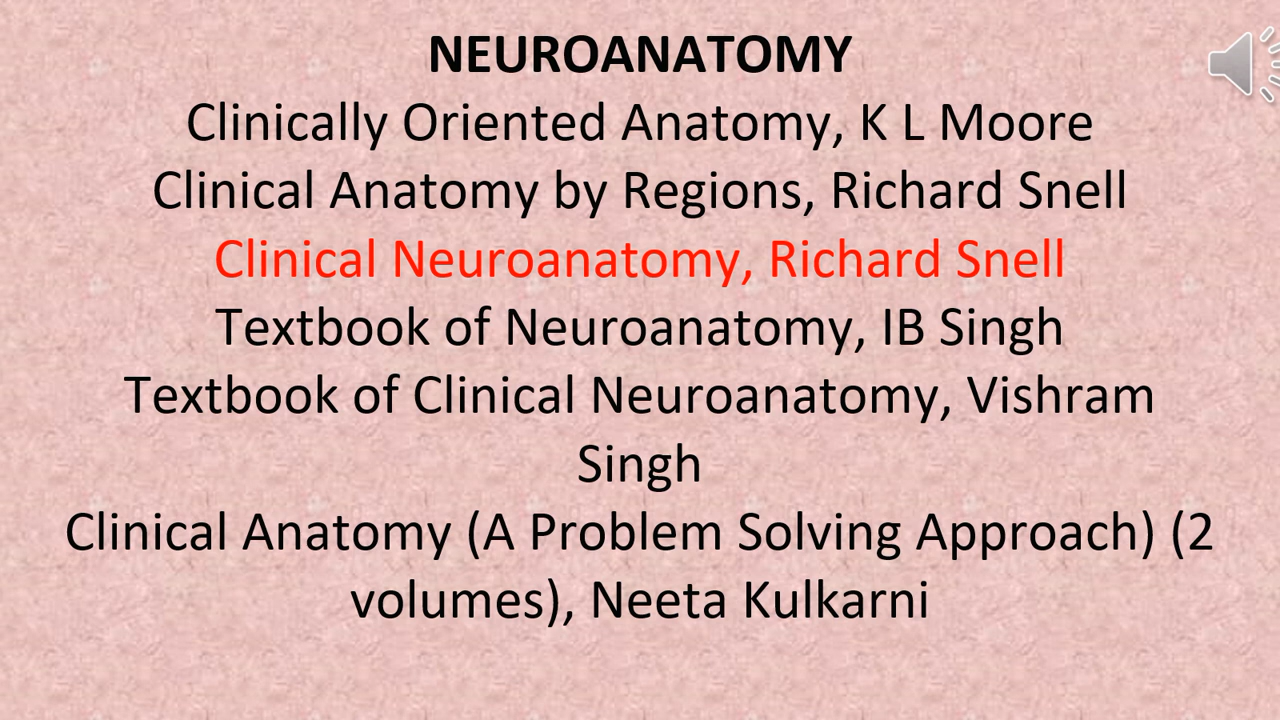 NEUROANATOMY
Clinically Oriented Anatomy, K L Moore
Clinical Anatomy by Regions, Richard Snell
Clinical Neuroanatomy, Richard Snell
Textbook of Neuroanatomy, IB Singh
Textbook of Clinical Neuroanatomy, Vishram
Singh
Clinical Anatomy (A Problem Solving Approach) (2
volumes), Neeta Kulkarni